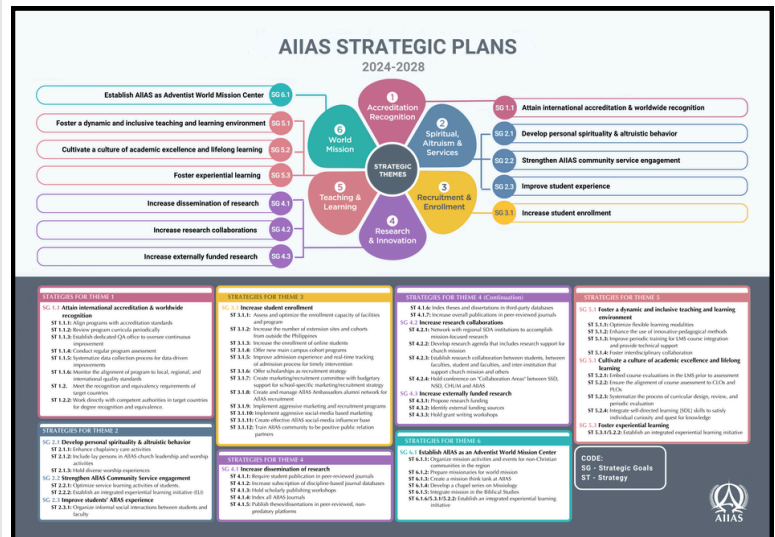 AIIAS STRATEGIC PLANS
2024-2028
Establish AIIAS as Adventist World Mission Center SG 6.1
Foster a dynamic and inclusive teaching and learning environment SG 5.1
Cultivate a culture of academic excellence and lifelong learning SG 5.2
Foster experiential learning SG 5.3
Increase dissemination of research SG 4.1
Increase research collaborations SG 4.2
Increase externally funded research SG 4.3
1
Accreditation
Recognition
2
Spiritual,
Altruism &
Services
3
Recruitment &
Enrollment
4
Research
& Innovation
5
Teaching &
Learning
6
World
Mission
STRATEGIC
THEMES
SG 1.1 Attain international accreditation & worldwide recognition
SG 2.1 Develop personal spirituality & altruistic behavior
SG 2.2 Strengthen AIIAS community service engagement
SG 2.3 Improve student experience
SG 3.1 Increase student enrollment
STATEGIES FOR THEME 1
SG 1.1 Attain international accreditation & worldwide
recognition
ST 1.1.1: Align programs with accreditation standards
ST 1.1.2: Review program curricula periodically
ST 1.1.3: Establish dedicated QA office to oversee continuous
improvement
ST 1.1.4: Conduct regular program assessment
ST 1.1.5: Systematize data collection process for data-driven
improvements
ST 1.1.6: Monitor the alignment of program to local, regional, and
international quality standards
ST 1.2. Meet the recognition and equivalency requirements of
target countries
ST 1.2.2: Work directly with competent authorities in target countries
for degree recognition and equivalence.
STRATEGIES FOR THEME 2
SG 2.1 Develop personal spirituality & altruistic behavior
ST 2.1.1: Enhance chaplaincy care activities
ST 2.1.2: Include lay persons in AIIAS church leadership and worship
activities
ST 2.1.3: Hold diverse worship experiences
SG 2.2 Strengthen AIIAS Community Service engagement
ST 2.2.1: Optimize service learning activities of students.
ST 2.2.2: Establish an integrated experiential learning initiative (ELI)
SG 2.3 Improve students' AIIAS experience
ST 2.3.1: Organize informal social interactions between students and
faculty
STRATEGIES FOR THEME 3
SG 3.1 Increase student enrollment
ST 3.1.1: Assess and optimize the enrollment capacity of facilities
and program
ST 3.1.2: Increase the number of extension sites and cohorts
from outside the Philippines
ST 3.1.3: Increase the enrollment of online students
ST 3.1.4: Offer new main campus cohort programs
ST 3.1.5: Improve admission experience and real-time tracking
of admission process for timely intervention
ST 3.1.6: Offer scholarships as recruitment strategy
ST 3.1.7: Create marketing/recruitment committee with budgetary
support for school-specific marketing/recruitment strategy
ST 3.1.8: Create and manage AIIAS Ambassadors alumni network for
AIIAS recruitment
ST 3.1.9: Implement aggressive marketing and recruitment programs
ST 3.1.10: Implement aggressive social-media based marketing
ST 3.1.11: Create effective AIIAS social-media influencer base
ST 3.1.12: Train AIIAS community to be positive public relation
partners
STRATEGIES FOR THEME 4
SG 4.1 Increase dissemination of research
ST 4.1.1: Require student publication in peer-reviewed journals
ST 4.1.2: Increase subscription of discipline-based journal databases
ST 4.1.3: Hold scholarly publishing workshops
ST 4.1.4: Index all AIIAS Journals
ST 4.1.5: Publish thesis/dissertations in peer-reviewed, non-
predatory platforms
STRATEGIES FOR THEME 4 (Continuation)
ST 4.1.6: Index theses and dissertations in third-party databases
ST 4.1.7: Increase overall publications in peer-reviewed journals
SG 4.2 Increase research collaborations
ST 4.2.1: Network with regional SDA institutions to accomplish
mission-focused research
ST 4.2.2: Develop research agenda that includes research support for
church mission
ST 4.2.3: Establish research collaboration between students, between
faculties, student and faculties, and inter-institution that
support church mission and others
ST 4.2.4: Hold conference on "Collaboration Areas" between SSD,
NSD, CHUM and AIIAS
SG 4.3 Increase externally funded research
ST 4.3.1: Propose research funding
ST 4.3.2: Identify external funding sources
ST 4.3.3: Hold grant writing workshops
STRATEGIES FOR THEME 6
SG 6.1 Establish AIIAS as an Adventist World Mission Center
ST 6.1.1: Organize mission activities and events for non-Christian
communities in the region
ST 6.1.2: Prepare missionaries for world mission
ST 6.1.3: Create a mission think tank at AIIAS
ST 6.1.4: Develop a chapel series on Missiology
ST 6.1.5: Integrate mission in the Biblical Studies
ST 6.1.6/5.3.1/5.2.2: Establish an integrated experiential learning
initiative
STRATEGIES FOR THEME 5
SG 5.1 Foster a dynamic and inclusive teaching and learning
environment
ST 5.1.1: Optimize flexible learning modalities
ST 5.1.2: Enhance the use of innovative pedagogical methods
ST 5.1.3: Improve periodic training for LMS course integration
and provide technical support
ST 5.1.4: Foster interdisciplinary collaboration
SG 5.1 Cultivate a culture of academic excellence and lifelong
learning
ST 5.2.1: Embed course evaluations in the LMS prior to assessment
ST 5.2.2: Ensure the alignment of course assessment to CLOs and
PLOs
ST 5.2.3: Systematize the process of curricular design, review, and
periodic evaluation
ST 5.2.4: Integrate self-directed learning (SDL) skills to satisfy
individual curiosity and quest for knowledge
SG 5.3 Foster experiential learning
ST 5.3.1/5.2.2: Establish an integrated experiential learning initiative
CODE:
SG - Strategic Goals
ST - Strategy
AIIAS